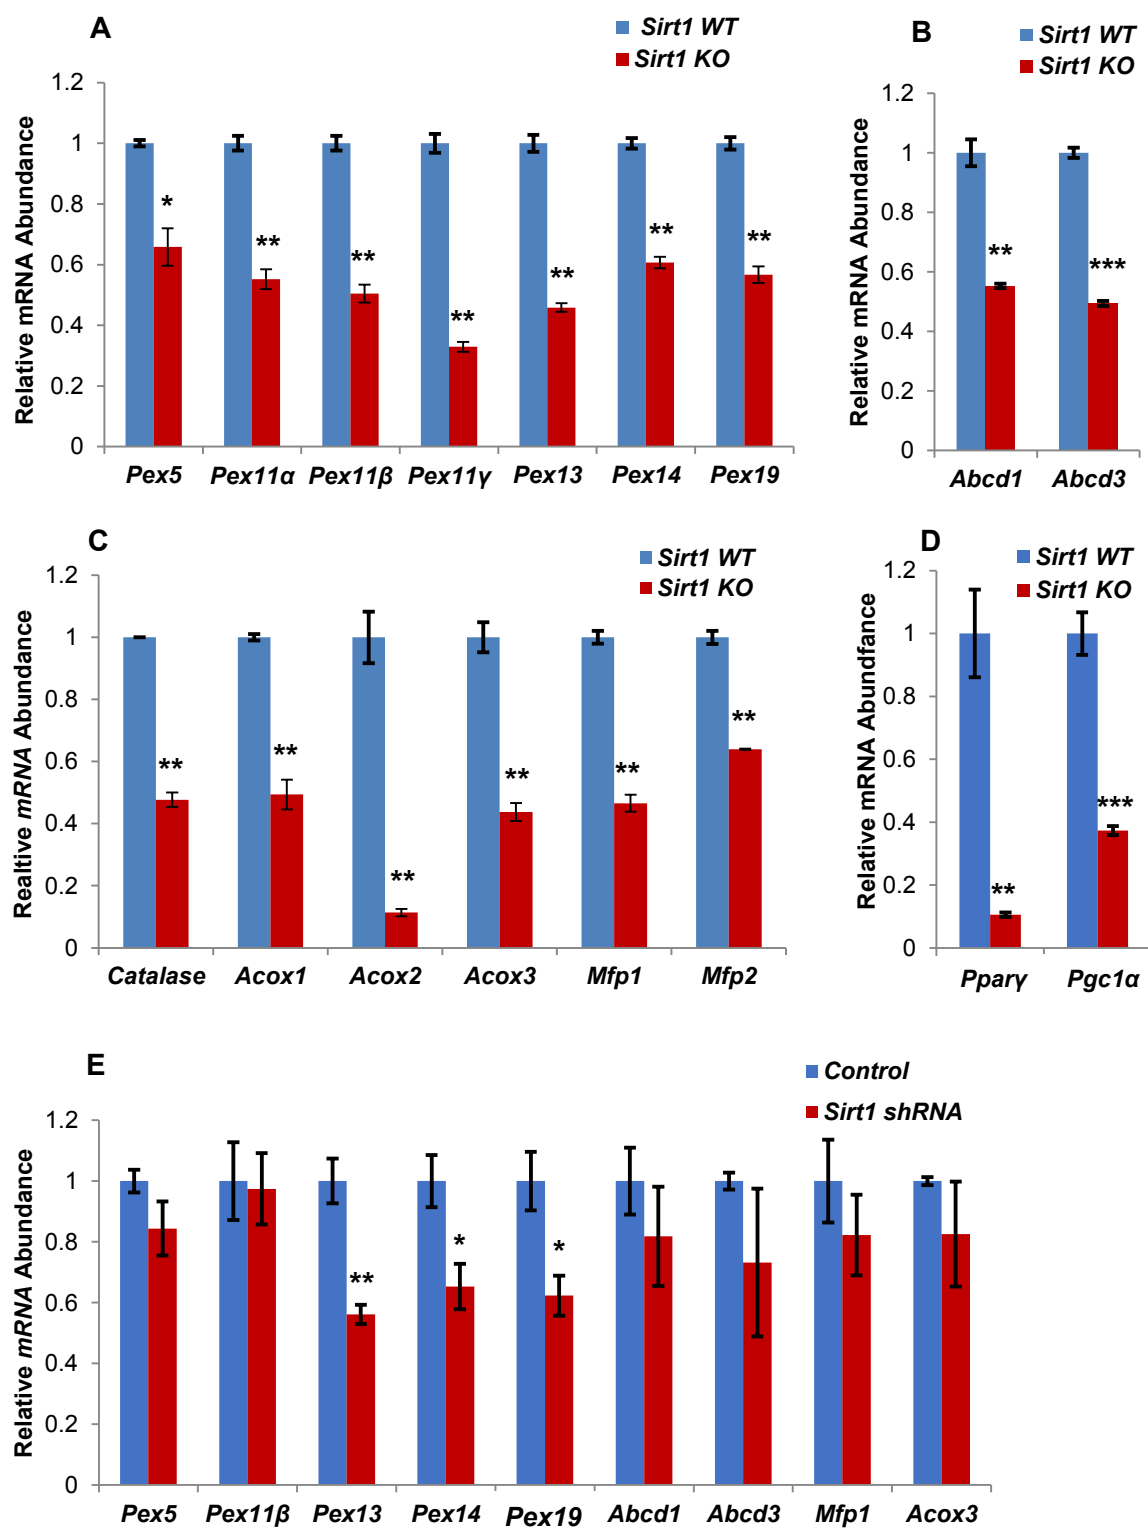 A
Sirt1 WT
Sirt1 KO
Relative mRNA Abundance
1.2
1
0.8
0.6
0.4
0.2
0
*
**
**
**
**
**
**
Pex5 Pex11α Pex11β Pex11γ Pex13 Pex14 Pex19
B
Sirt1 WT
Sirt1 KO
Relative mRNA Abundance
1.2
1
0.8
0.6
0.4
0.2
0
**
***
Abcd1 Abcd3
C
Sirt1 WT
Sirt1 KO
Realtive mRNA Abundance
1.2
1
0.8
0.6
0.4
0.2
0
**
**
**
**
**
**
Catalase Acox1 Acox2 Acox3 Mfp1 Mfp2
D
Sirt1 WT
Sirt1 KO
Relative mRNA Abundfance
1.2
1
0.8
0.6
0.4
0.2
0
**
***
Pparγ Pgc1α
E
Control
Sirt1 shRNA
Relative mRNA Abundance
1.2
1
0.8
0.6
0.4
0.2
0
**
*
*
Pex5 Pex11β Pex13 Pex14 Pex19 Abcd1 Abcd3 Mfp1 Acox3